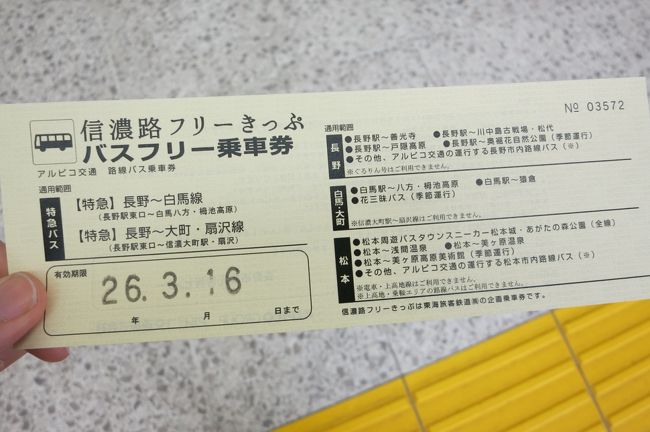 信濃路フリーきっぷ
バスフリー乗車券
アルピコ交通　路線バス乗車券
適用範囲
特急バス
【特急】長野～白馬線
（長野駅東口～白馬八方・栂池高原）
【特急】長野～大町・扇沢線
（長野駅東口～信濃大町駅・扇沢）
有効期限
26.3.16
年　月　日まで
№ 03572
適用範囲
長野
●長野駅～善光寺　●長野駅～川中島古戦場・松代
●長野駅～戸隠高原　●長野駅～奥裾花自然公園（季節運行）
●その他、アルピコ交通の運行する長野市内路線バス（※）
※ぐるりん号はご利用できません。
白馬・大町
●白馬駅～八方・栂池高原　●白馬駅～猿倉
●花三昧バス（季節運行）
※信濃大町駅～扇沢線はご利用できません。
松本
●松本周遊バスタウンスニーカー松本城・あがたの森公園（全線）
●松本～浅間温泉　●松本～美ヶ原温泉
●松本～美ヶ原高原美術館（季節運行）
●その他、アルピコ交通の運行する松本市内路線バス（※）
※電車・上高地線はご利用できません。
※上高地・乗鞍エリアの路線バスはご利用できません。
信濃路フリーきっぷは東海旅客鉄道㈱の企画乗車券です。